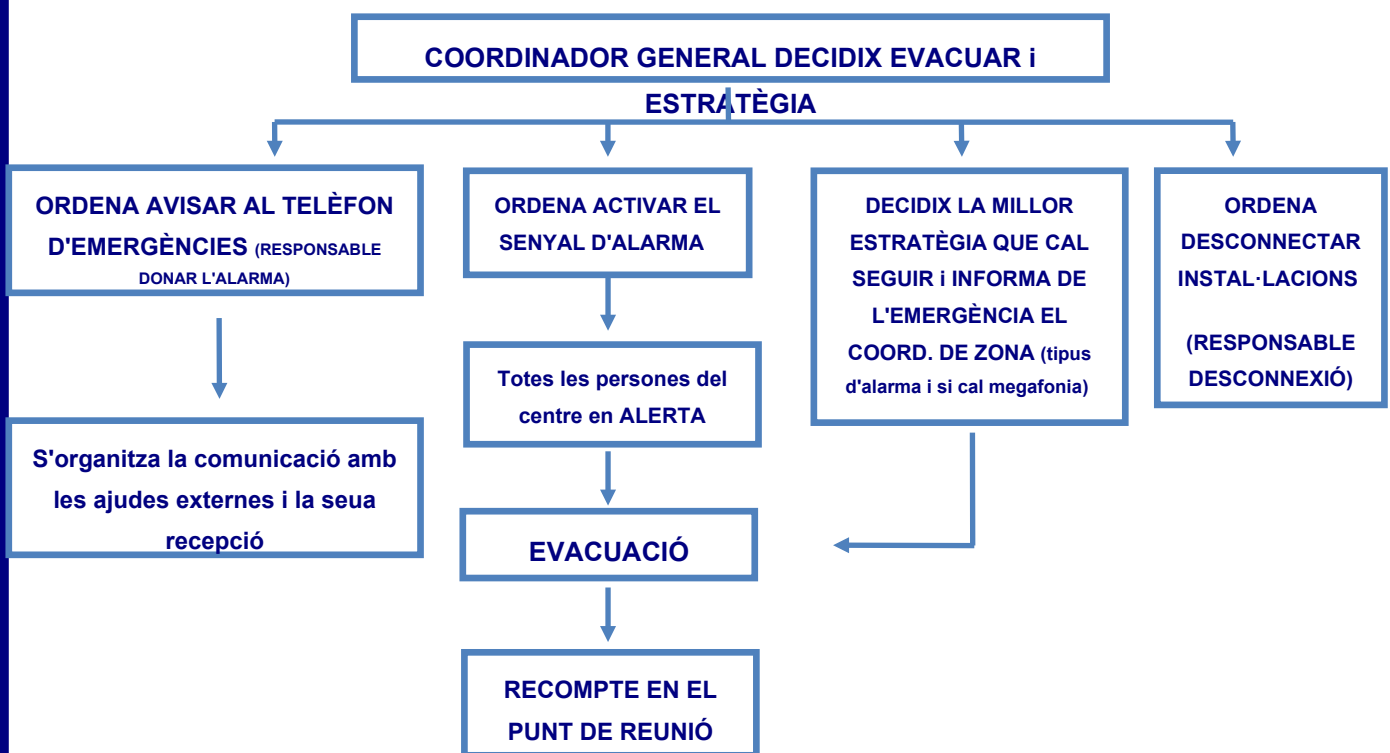 COORDINADOR GENERAL DECIDIX EVACUAR i
ESTRATÈGIA
ORDENA AVISAR AL TELÈFON
D'EMERGÈNCIES (RESPONSABLE
DONAR L'ALARMA)
ORDENA ACTIVAR EL
SENYAL D'ALARMA
DECIDIX LA MILLOR
ESTRATÈGIA QUE CAL
SEGUIR i INFORMA DE
L'EMERGÈNCIA EL
COORD. DE ZONA (tipus
d'alarma i si cal megafonia)
ORDENA
DESCONNECTAR
INSTAL·LACIONS
(RESPONSABLE
DESCONNEXIÓ)
S'organitza la comunicació amb
les ajudes externes i la seua
recepció
Totes les persones del
centre en ALERTA
EVACUACIÓ
RECOMPTE EN EL
PUNT DE REUNIÓ